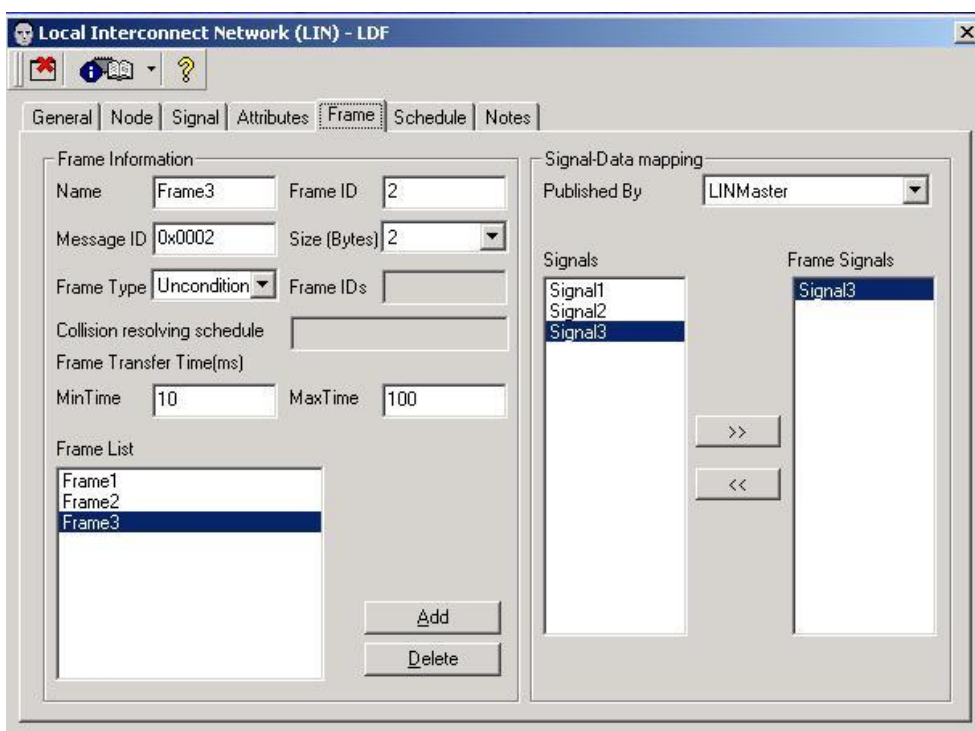 Local Interconnect Network (LIN) - LDF
General Node Signal Attributes Frame Schedule Notes
Frame Information
Name Frame3 Frame ID 2
Message ID 0x0002 Size (Bytes) 2
Frame Type Uncondition Frame IDs
Collision resolving schedule
Frame Transfer Time(ms)
MinTime 10 MaxTime 100
Frame List
Frame1
Frame2
Frame3
Add
Delete
Signal-Data mapping
Published By LINMaster
Signals
Signal1
Signal2
Signal3
>>
<<
Frame Signals
Signal3